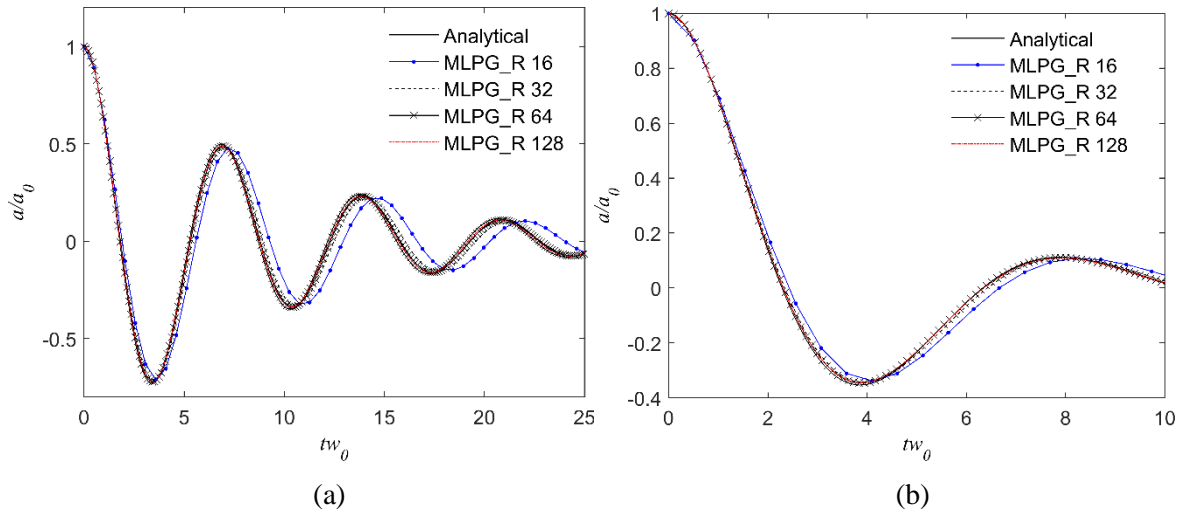 1
0.5
0
-0.5
0
5
10
15
20
25
a/a0
tw0
Analytical
MLPG_R 16
MLPG_R 32
MLPG_R 64
MLPG_R 128
(a)
1
0.8
0.6
0.4
0.2
0
-0.2
-0.4
0
2
4
6
8
10
a/a0
tw0
Analytical
MLPG_R 16
MLPG_R 32
MLPG_R 64
MLPG_R 128
(b)